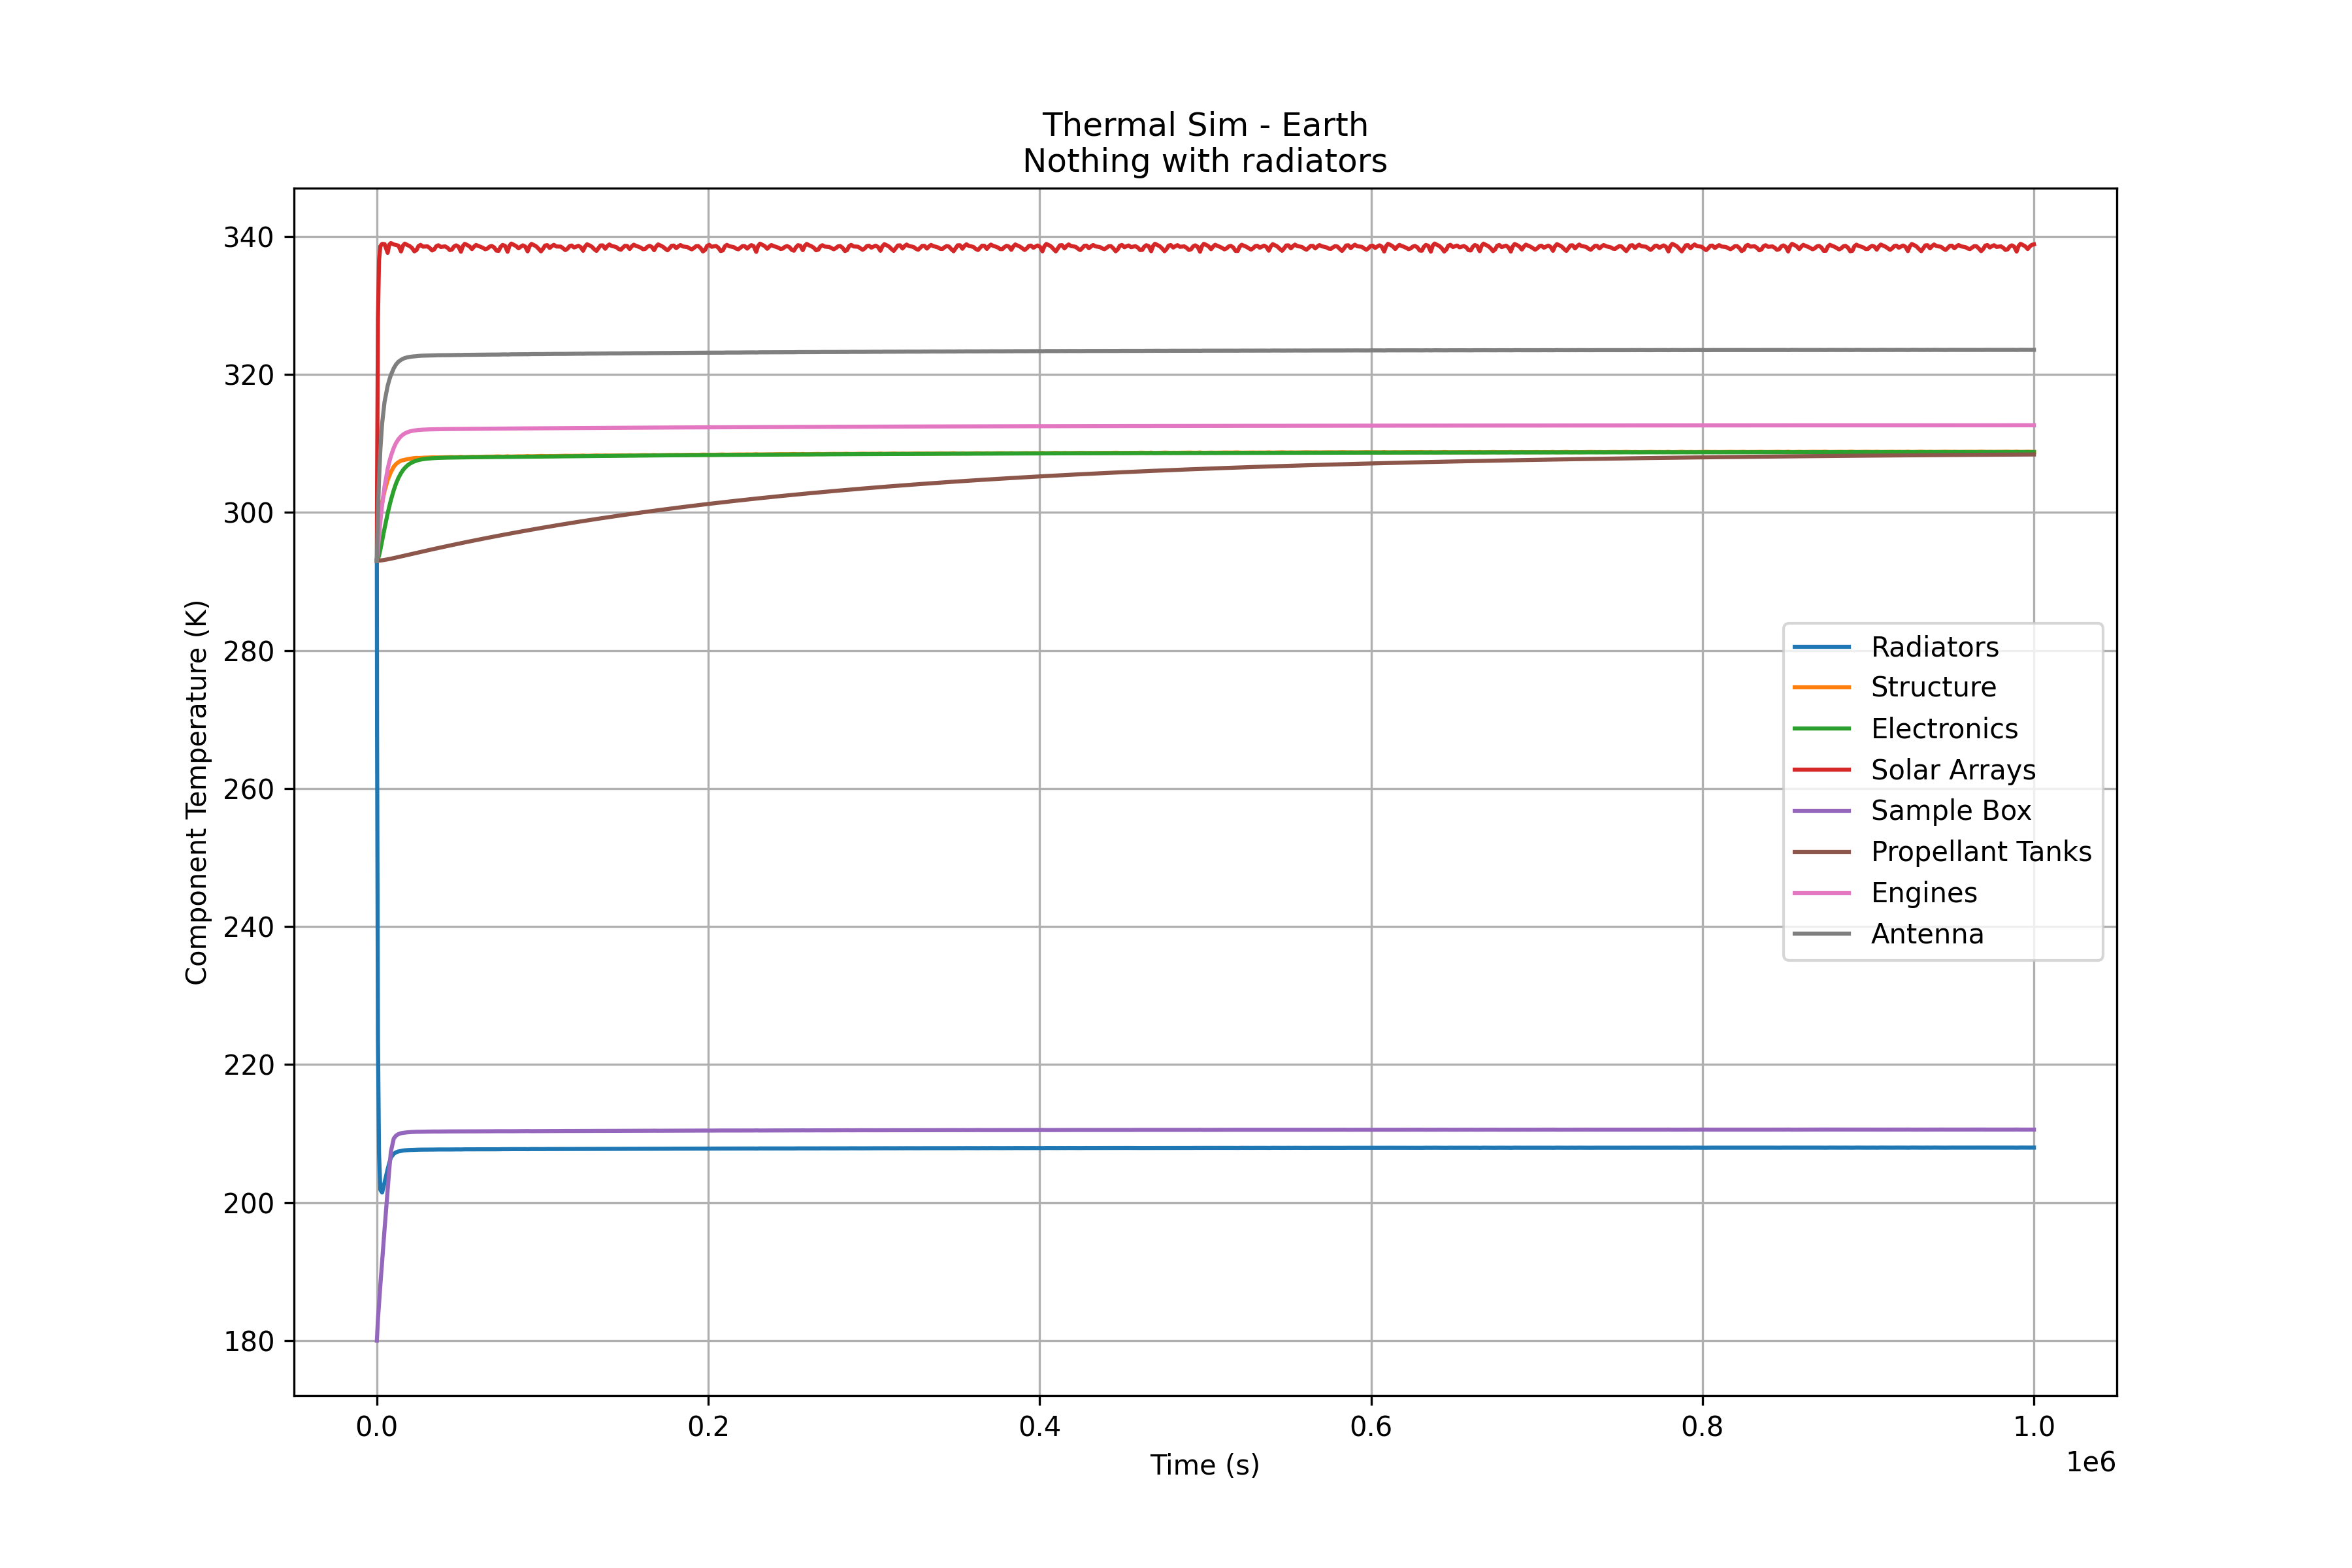 Thermal Sim - Earth
Nothing with radiators
Component Temperature (K)
340
320
300
280
260
240
220
200
180
Radiators
Structure
Electronics
Solar Arrays
Sample Box
Propellant Tanks
Engines
Antenna
0.0 0.2 0.4 0.6 0.8 1.0
1e6
Time (s)